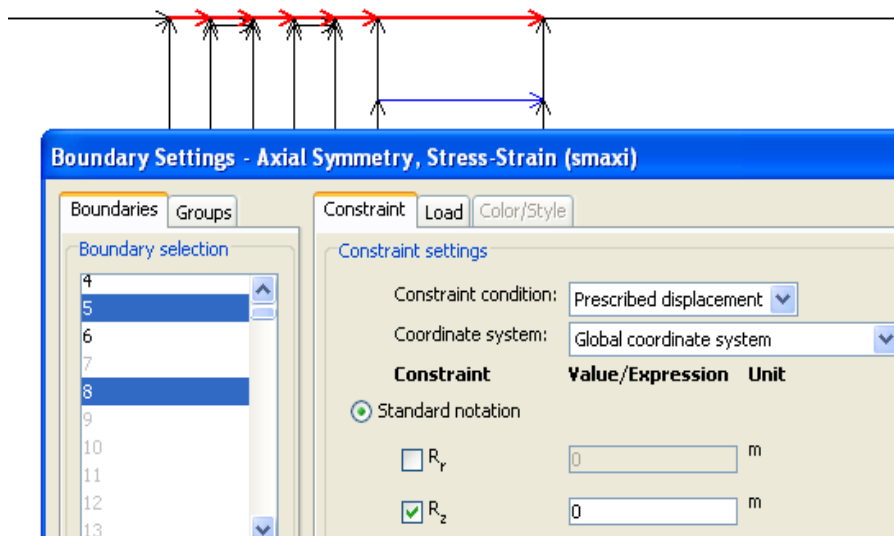 Boundary Settings - Axial Symmetry, Stress-Strain (smaxi)
Boundaries Groups
Constraint Load Color/Style
Boundary selection
4
5
6
7
8
9
10
11
12
13
Constraint settings
Constraint condition: Prescribed displacement
Coordinate system: Global coordinate system
Constraint Value/Expression Unit
Standard notation
Rr 0 m
Rz 0 m